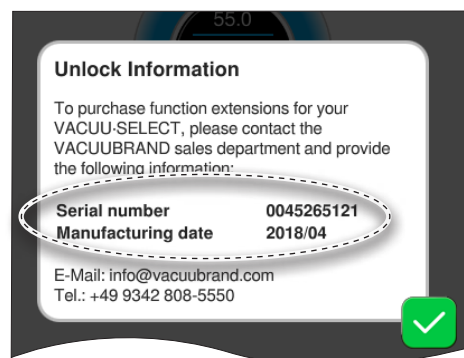 55.0
Unlock Information
To purchase function extensions for your
VACUU·SELECT, please contact the
VACUUBRAND sales department and provide
the following information:
Serial number 0045265121
Manufacturing date 2018/04
E-Mail: info@vacuubrand.com
Tel.: +49 9342 808-5550